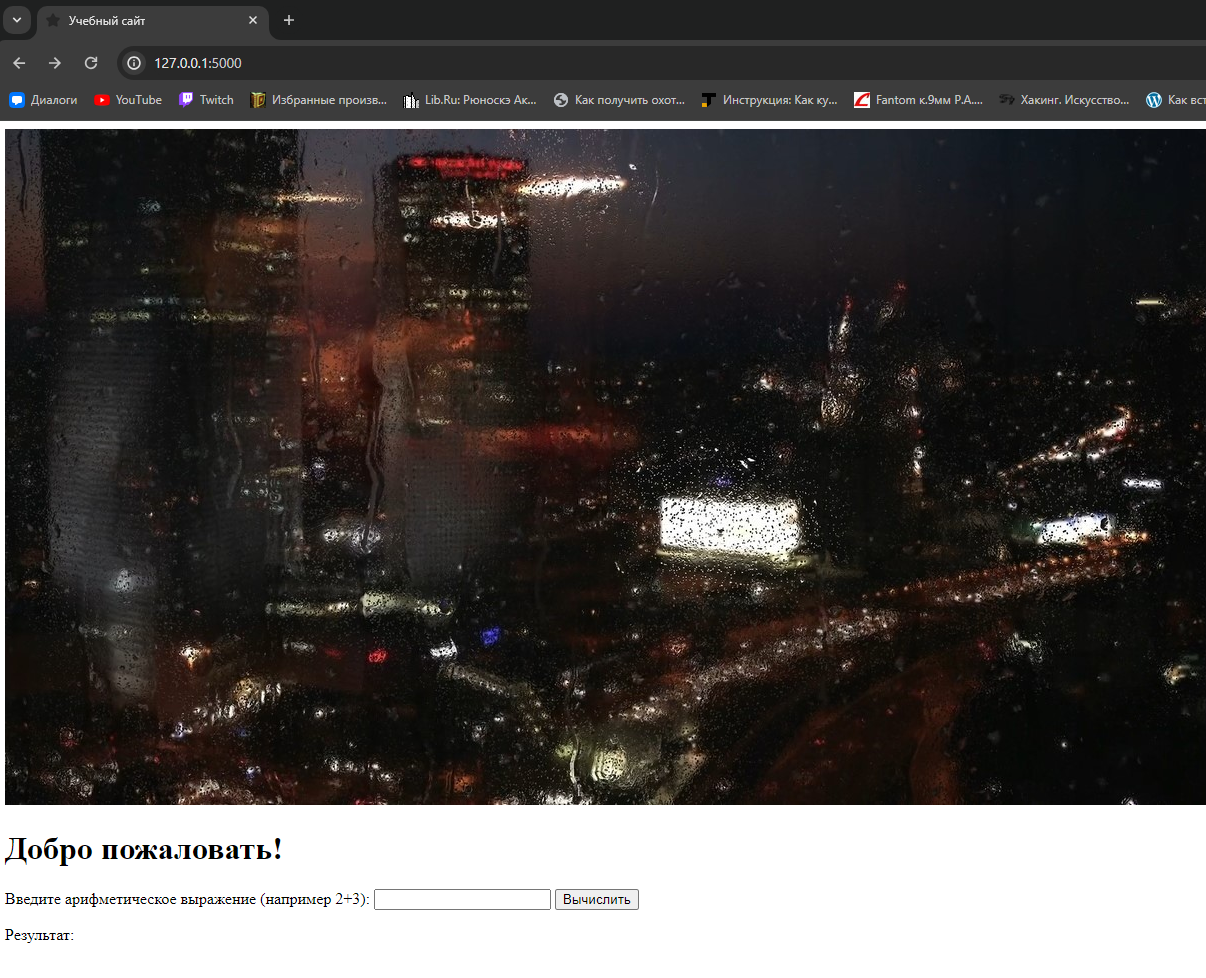 Учебный сайт
127.0.0.1:5000
Диалоги YouTube Twitch Избранные произв... Lib.Ru: Рюноскэ Ак... Как получить охот... Инструкция: Как ку... Fantom к.9мм P.A.... Хакинг. Искусство... Как вст
Добро пожаловать!
Введите арифметическое выражение (например 2+3): Вычислить
Результат: